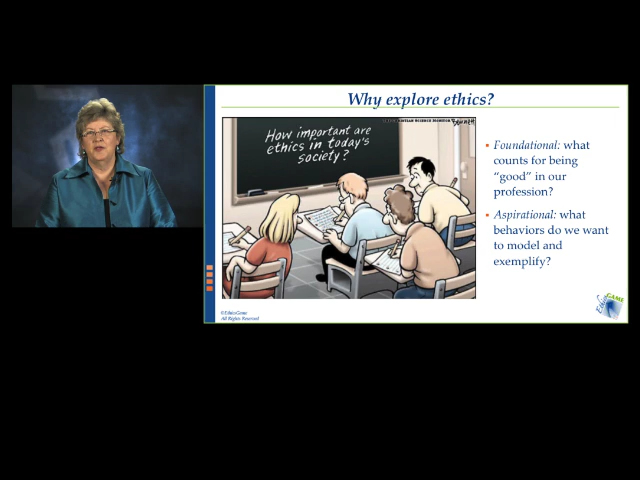 Why explore ethics?
How important are
ethics in today's
society?
Foundational: what
counts for being
"good" in our
profession?
Aspirational: what
behaviors do we want
to model and
exemplify?
©EthicsGame
All Rights Reserved